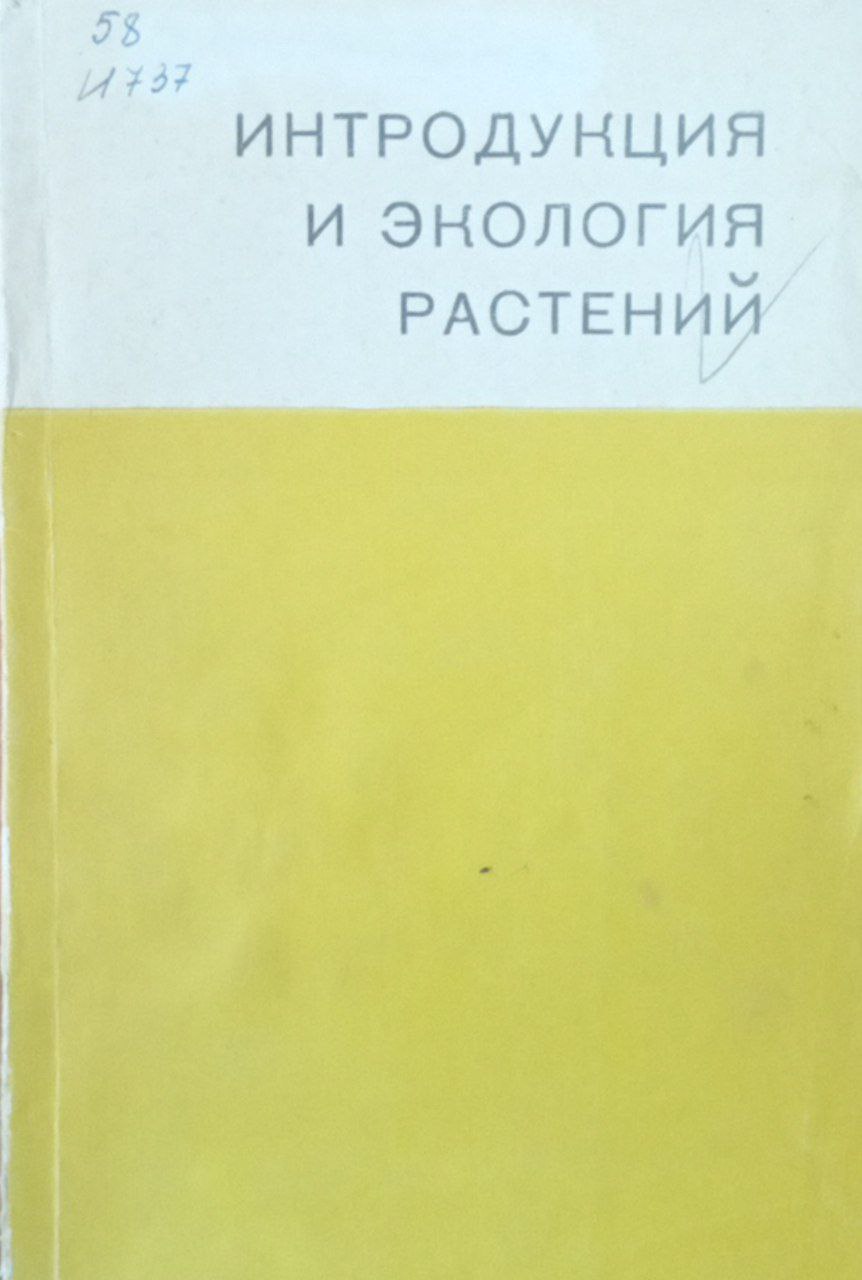 58
И737
ИНТРОДУКЦИЯ
И ЭКОЛОГИЯ
РАСТЕНИЙ